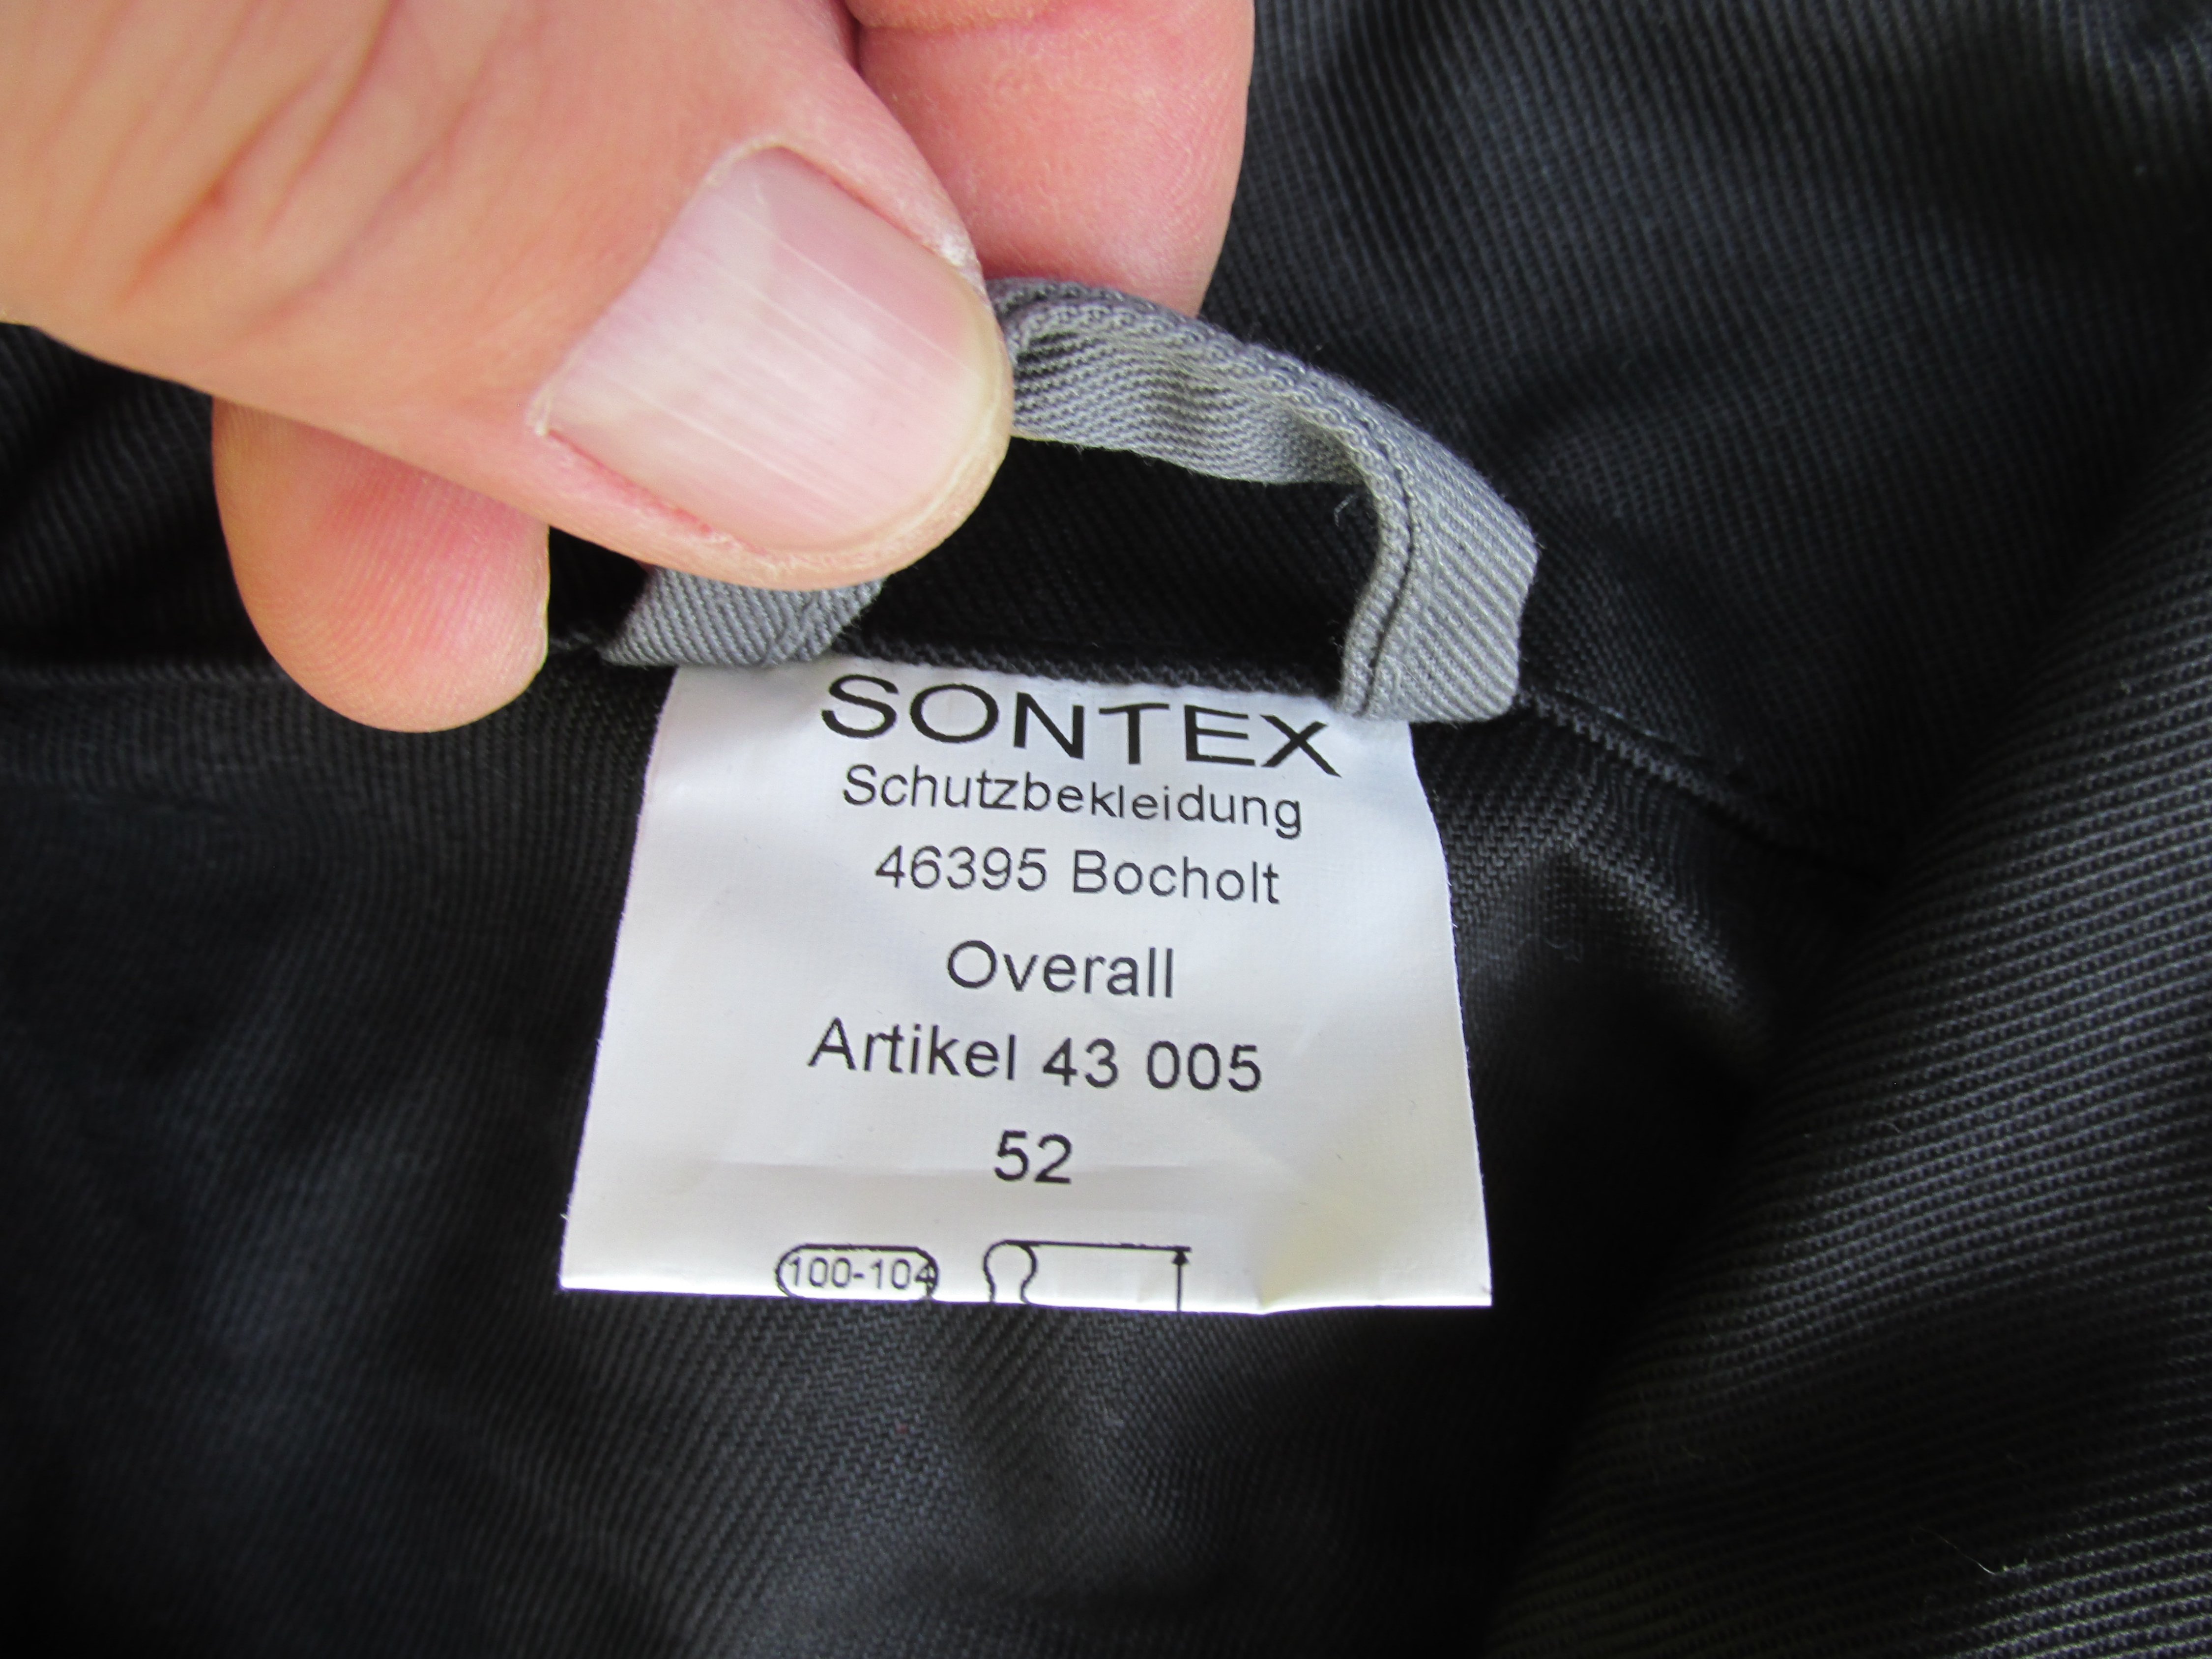 SONTEX
Schutzbekleidung
46395 Bocholt
Overall
Artikel 43 005
52
100-104